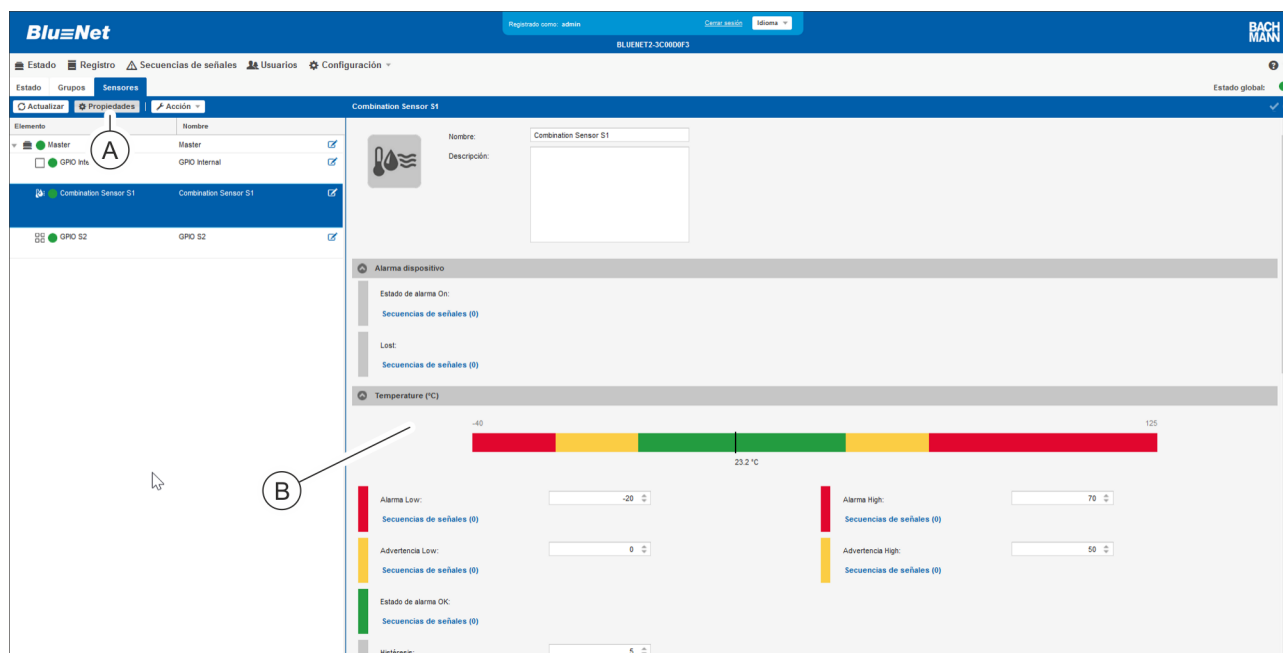 Blu≡Net
Registrado como: admin
Cerrar sesión
Idioma
BLUENET2-3C00D0F3
BACH
MANN
Estado Registro Secuencias de señales Usuarios Configuración
Estado Grupos Sensores
Estado global:
Actualizar Propiedades Acción
Combination Sensor S1
Elemento Nombre
A
Master Master
GPIO Inte GPIO Internal
Combination Sensor S1 Combination Sensor S1
GPIO S2 GPIO S2
Nombre: Combination Sensor S1
Descripción:
Alarma dispositivo
Estado de alarma On:
Secuencias de señales (0)
Lost:
Secuencias de señales (0)
Temperature (°C)
-40 125
23.2 °C
B
Alarma Low: -20 Alarma High: 70
Secuencias de señales (0) Secuencias de señales (0)
Advertencia Low: 0 Advertencia High: 50
Secuencias de señales (0) Secuencias de señales (0)
Estado de alarma OK:
Secuencias de señales (0)
Histéresis: 5